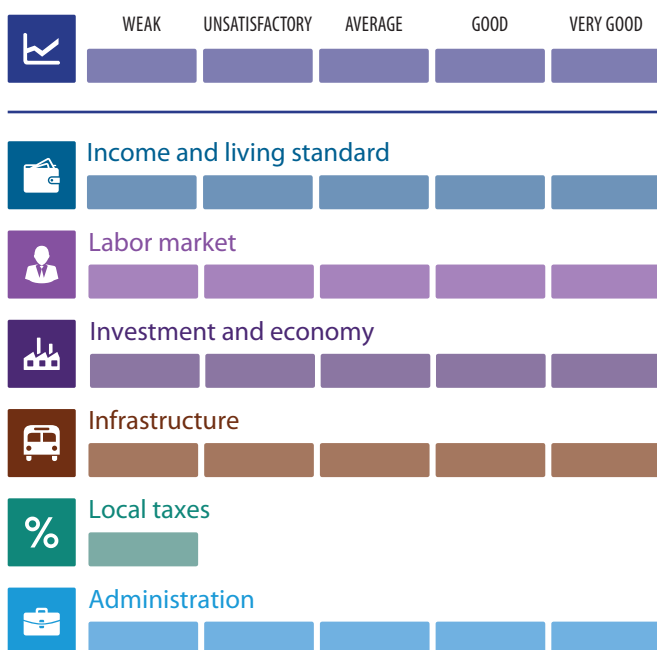 WEAK UNSATISFACTORY AVERAGE GOOD VERY GOOD
Income and living standard
Labor market
Investment and economy
Infrastructure
%
Local taxes
Administration